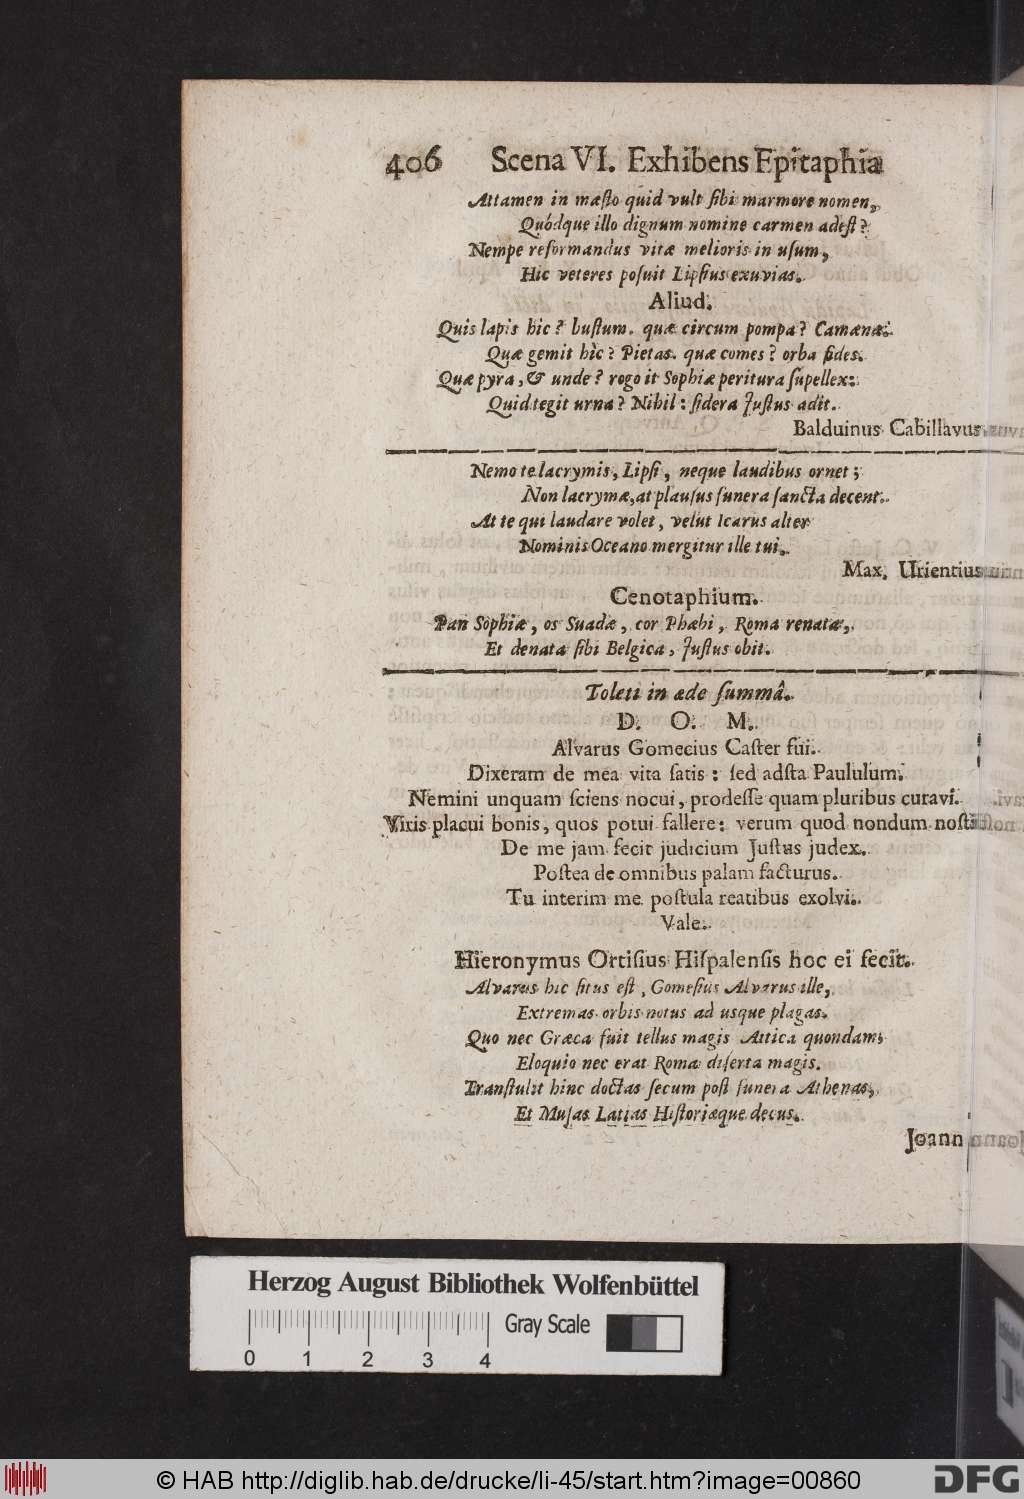 406 Scena VI. Exhibens Epitaphia
Attamen in mæſto quid vult ſibi marmore nomen,
Quódque illo dignum nomine carmen adeſt?
Nempe reformandus vitæ melioris in uſum,
Hic veteres poſuit Lipſius exuvias.
Aliud.
Quis lapis hic? buſtum. quæ circum pompa? Camœnæ.
Quæ gemit hîc? Pietas. quæ comes? orba fides.
Quæ pyra, & unde? rogo it Sophiæ peritura ſupellex:
Quid tegit urna? Nihil: ſidera Juſtus adit.
Balduinus Cabillavus.
Nemo te lacrymis, Lipſi, neque laudibus ornet;
Non lacrymæ, at plauſus funera ſancta decent.
At te qui laudare volet, velut Icarus alter
Nominis Oceano mergitur ille tui.
Max. Urientius
Cenotaphium.
Pan Sophiæ, os Suadæ, cor Phœbi, Roma renatæ,
Et denata ſibi Belgica, Juſtus obit.
Toleti in æde ſummâ.
D. O. M.
Alvarus Gomecius Caſter fui.
Dixeram de mea vita ſatis: ſed adſta Paululum.
Nemini unquam ſciens nocui, prodeſſe quam pluribus curavi.
Viris placui bonis, quos potui fallere: verum quod nondum noſti
De me jam fecit judicium Juſtus judex.
Poſtea de omnibus palam facturus.
Tu interim me poſtula reatibus exolvi.
Vale.
Hieronymus Ortiſius Hiſpalenſis hoc ei fecit.
Alvarus hic ſitus eſt, Gomeſius Alvarus ille,
Extremas orbis notus ad usque plagas.
Quo nec Græca fuit tellus magis Attica quondam;
Eloquio nec erat Roma diſerta magis.
Tranſtulit hinc doctas ſecum poſt funera Athenas,
Et Muſas Latias Hiſtoriæque decus.
Joann
Herzog August Bibliothek Wolfenbüttel
Gray Scale
0 1 2 3 4
© HAB http://diglib.hab.de/drucke/li-45/start.htm?image=00860
DFG